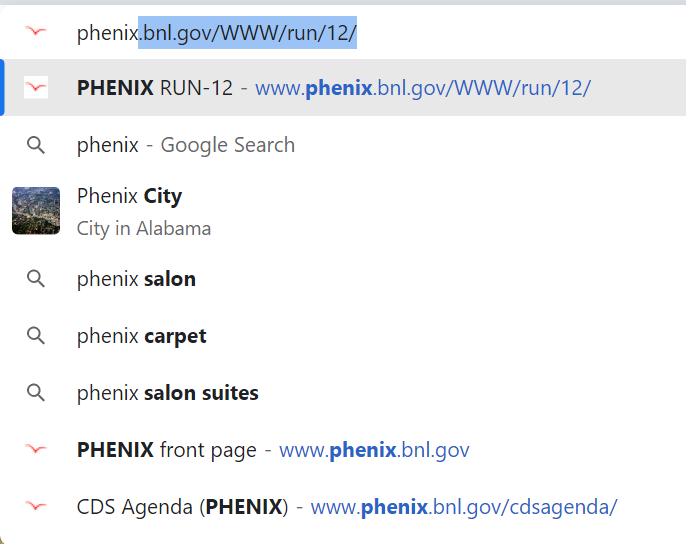 phenix.bnl.gov/WWW/run/12/
PHENIX RUN-12 - www.phenix.bnl.gov/WWW/run/12/
phenix - Google Search
Phenix City
City in Alabama
phenix salon
phenix carpet
phenix salon suites
PHENIX front page - www.phenix.bnl.gov
CDS Agenda (PHENIX) - www.phenix.bnl.gov/cdsagenda/